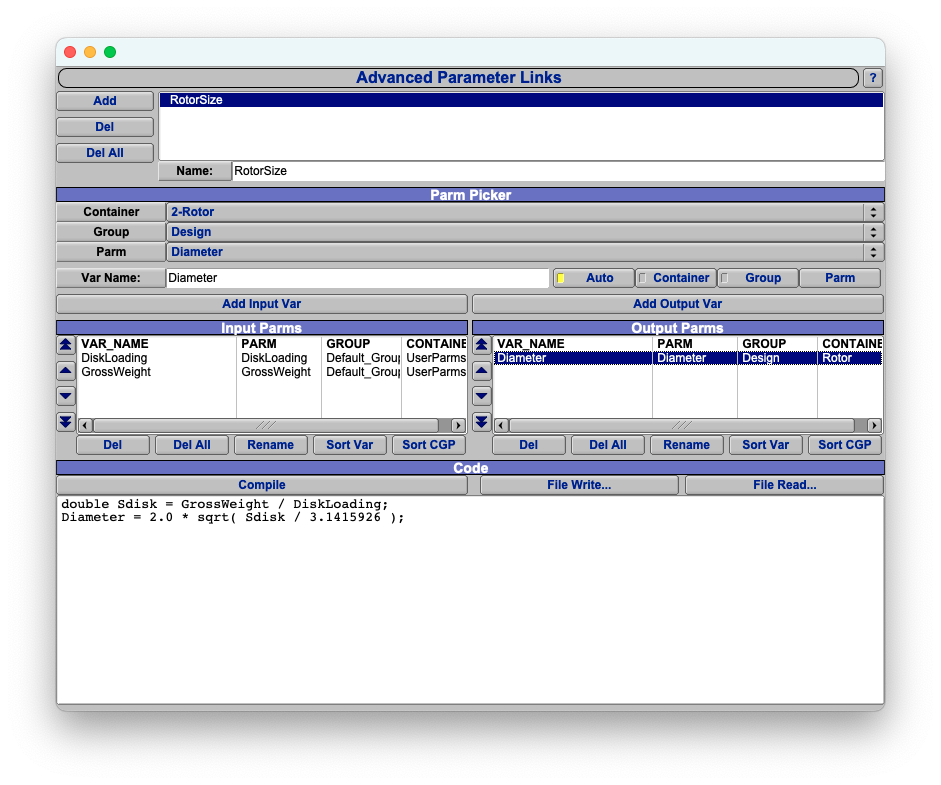 Advanced Parameter Links ?
Add
RotorSize
Del
Del All
Name: RotorSize
Parm Picker
Container 2-Rotor
Group Design
Parm Diameter
Var Name: Diameter Auto Container Group Parm
Add Input Var Add Output Var
Input Parms Output Parms
VAR_NAME PARM GROUP CONTAINE VAR_NAME PARM GROUP CONTAINE
DiskLoading DiskLoading Default_Grou UserParms Diameter Diameter Design Rotor
GrossWeight GrossWeight Default_Grou UserParms
Del Del All Rename Sort Var Sort CGP Del Del All Rename Sort Var Sort CGP
Code
Compile File Write... File Read...
double Sdisk = GrossWeight / DiskLoading;
Diameter = 2.0 * sqrt( Sdisk / 3.1415926 );